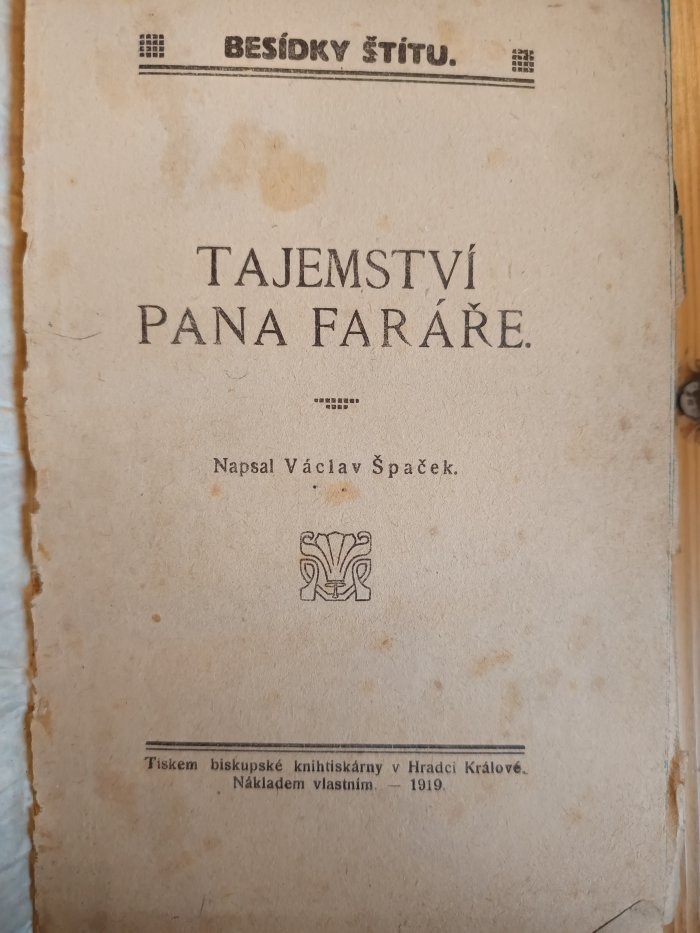 BESÍDKY ŠTÍTU.
TAJEMSTVÍ
PANA FARÁŘE.
Napsal Václav Špaček.
Tiskem biskupské knihtiskárny v Hradci Králové.
Nákladem vlastním. — 1919.